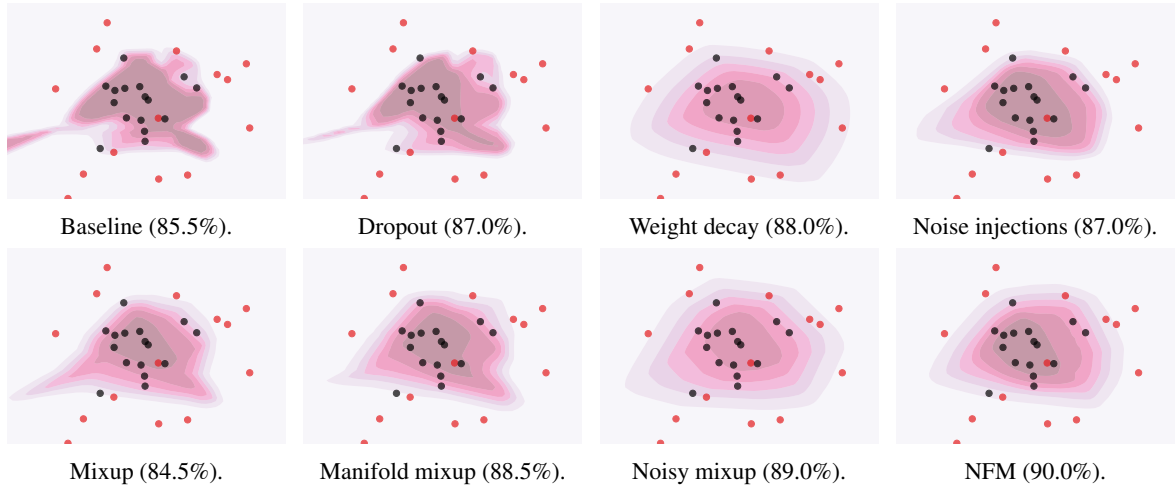 Baseline (85.5%).
Dropout (87.0%).
Weight decay (88.0%).
Noise injections (87.0%).
Mixup (84.5%).
Manifold mixup (88.5%).
Noisy mixup (89.0%).
NFM (90.0%).